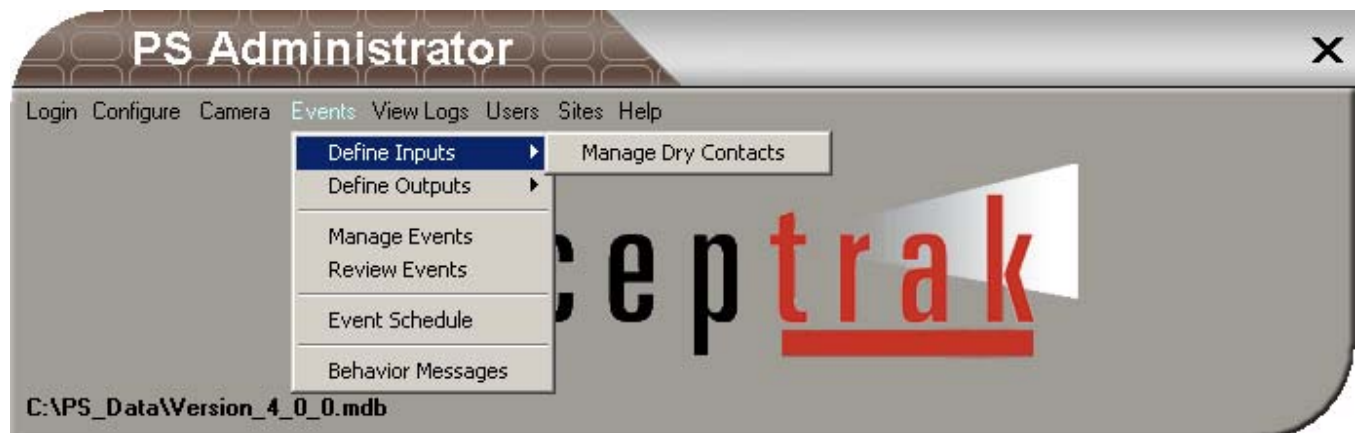 PS Administrator
X
Login Configure Camera Events View Logs Users Sites Help
Define Inputs Manage Dry Contacts
Define Outputs
Manage Events
Review Events
Event Schedule
Behavior Messages
ceptrak
C:\PS_Data\Version_4_0_0.mdb